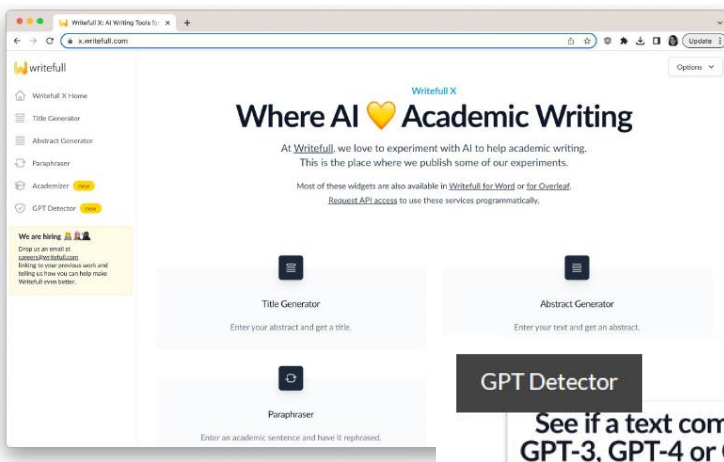 Writefull X: AI Writing Tools fo
x.writefull.com
Update
writefull
Options
Writefull X Home
Title Generator
Abstract Generator
Paraphraser
Academizer new
GPT Detector new
We are hiring
Drop us an email at
careers@writefull.com
linking to your previous work and
telling us how you can help make
Writefull even better.
Writefull X
Where AI 💛 Academic Writing
At Writefull, we love to experiment with AI to help academic writing.
This is the place where we publish some of our experiments.
Most of these widgets are also available in Writefull for Word or for Overleaf.
Request API access to use these services programmatically.
Title Generator
Enter your abstract and get a title.
Abstract Generator
Enter your text and get an abstract.
Paraphraser
Enter an academic sentence and have it rephrased.
GPT Detector
See if a text com
GPT-3, GPT-4 or